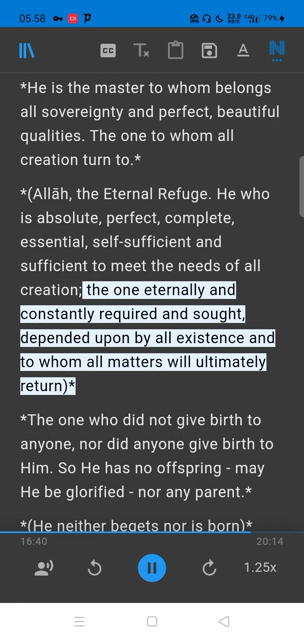 05.58
23.0
KB/S
79%
CC
*He is the master to whom belongs
all sovereignty and perfect, beautiful
qualities. The one to whom all
creation turn to.*
*(Allāh, the Eternal Refuge. He who
is absolute, perfect, complete,
essential, self-sufficient and
sufficient to meet the needs of all
creation; the one eternally and
constantly required and sought,
depended upon by all existence and
to whom all matters will ultimately
return)*
*The one who did not give birth to
anyone, nor did anyone give birth to
Him. So He has no offspring - may
He be glorified - nor any parent.*
*(He neither begets nor is born)*
16:40
20:14
1.25x